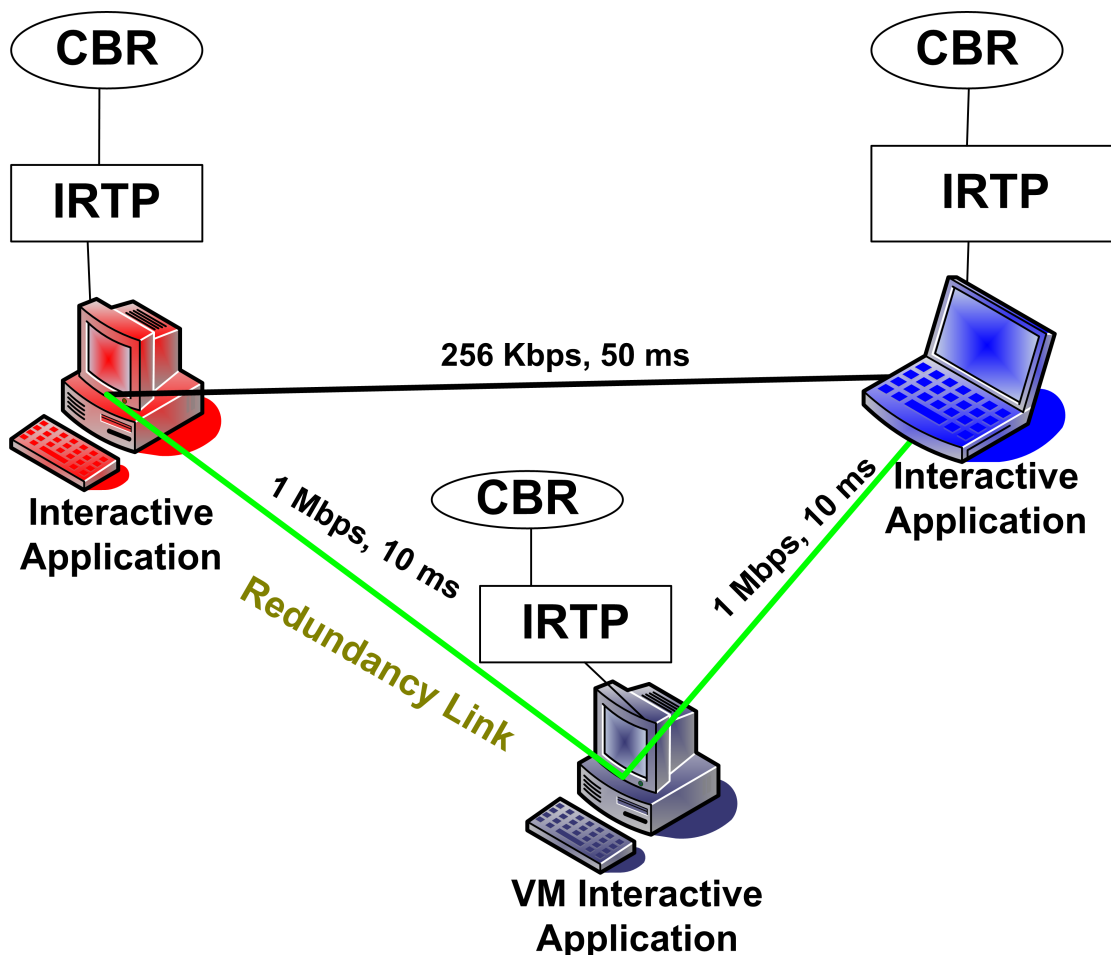 CBR
CBR
IRTP
IRTP
256 Kbps, 50 ms
Interactive
Application
Interactive
Application
1 Mbps, 10 ms
1 Mbps, 10 ms
CBR
Redundancy Link
IRTP
VM Interactive
Application